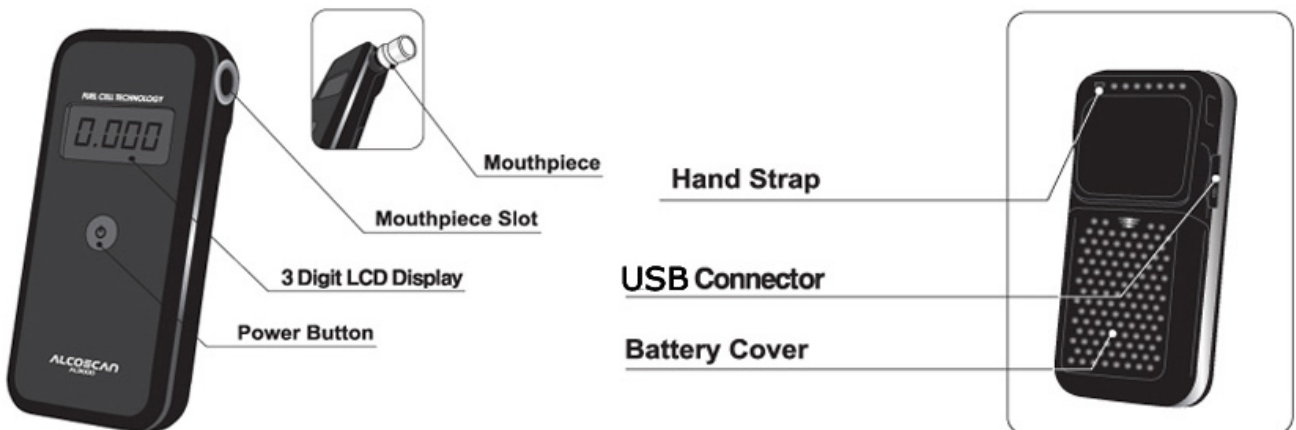 FUEL CELL TECHNOLOGY
0.000
Mouthpiece
Mouthpiece Slot
3 Digit LCD Display
Power Button
ALCOSCAN
AL9000
Hand Strap
USB Connector
Battery Cover